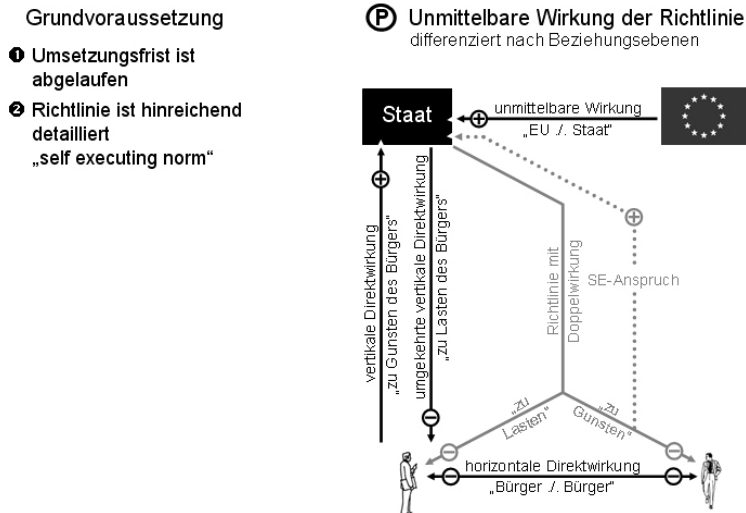 Grundvoraussetzung
❶ Umsetzungsfrist ist
abgelaufen
❷ Richtlinie ist hinreichend
detailliert
„self executing norm“
Ⓟ Unmittelbare Wirkung der Richtlinie
differenziert nach Beziehungsebenen
Staat
unmittelbare Wirkung
„EU ./. Staat“
vertikale Direktwirkung
„zu Gunsten des Bürgers“
umgekehrte vertikale Direktwirkung
„zu Lasten des Bürgers“
Richtlinie mit
Doppelwirkung
SE-Anspruch
„zu
Lasten“
„zu
Gunsten“
horizontale Direktwirkung
„Bürger ./. Bürger“